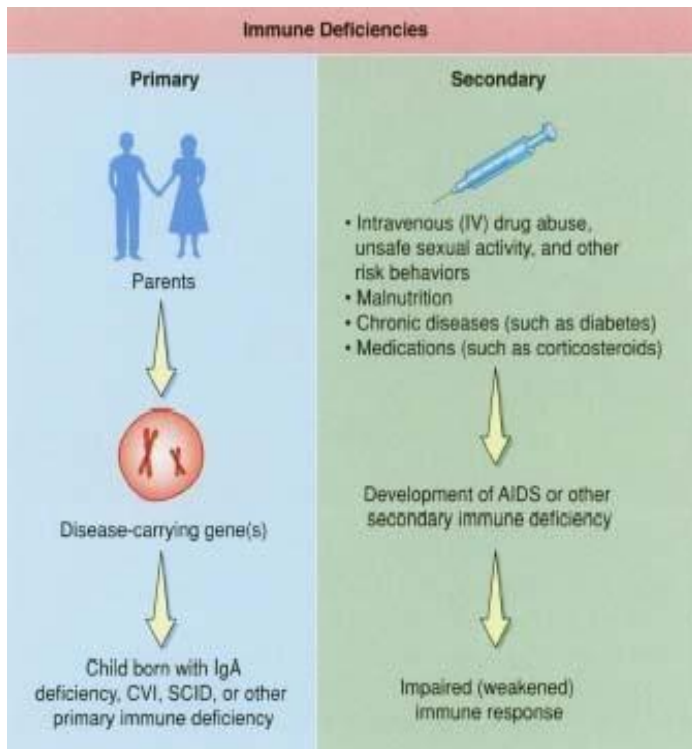 Immune Deficiencies
Primary
Parents
Disease-carrying gene(s)
Child born with IgA
deficiency, CVI, SCID, or other
primary immune deficiency
Secondary
• Intravenous (IV) drug abuse,
unsafe sexual activity, and other
risk behaviors
• Malnutrition
• Chronic diseases (such as diabetes)
• Medications (such as corticosteroids)
Development of AIDS or other
secondary immune deficiency
Impaired (weakened)
immune response